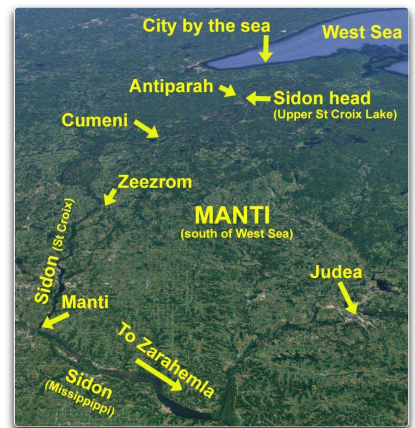 City by the sea
West Sea
Antiparah
Sidon head
(Upper St Croix Lake)
Cumeni
Zeezrom
MANTI
(south of West Sea)
Sidon (St Croix)
Judea
Manti
To Zarahemla
Sidon
(Missippippi)